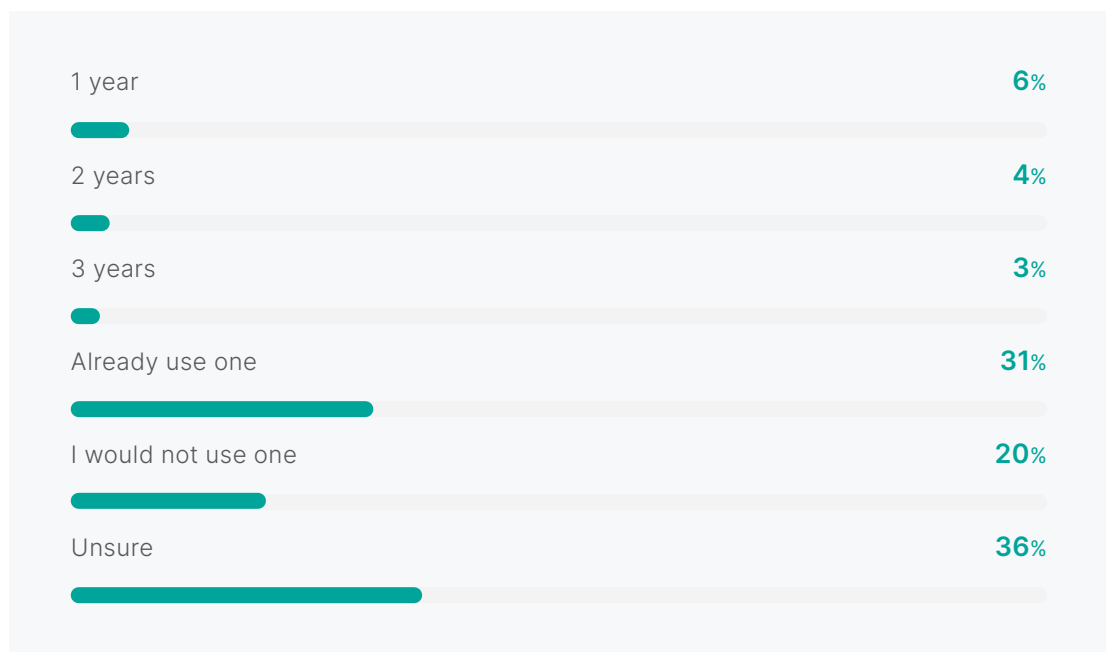 1 year 6%
2 years 4%
3 years 3%
Already use one 31%
I would not use one 20%
Unsure 36%